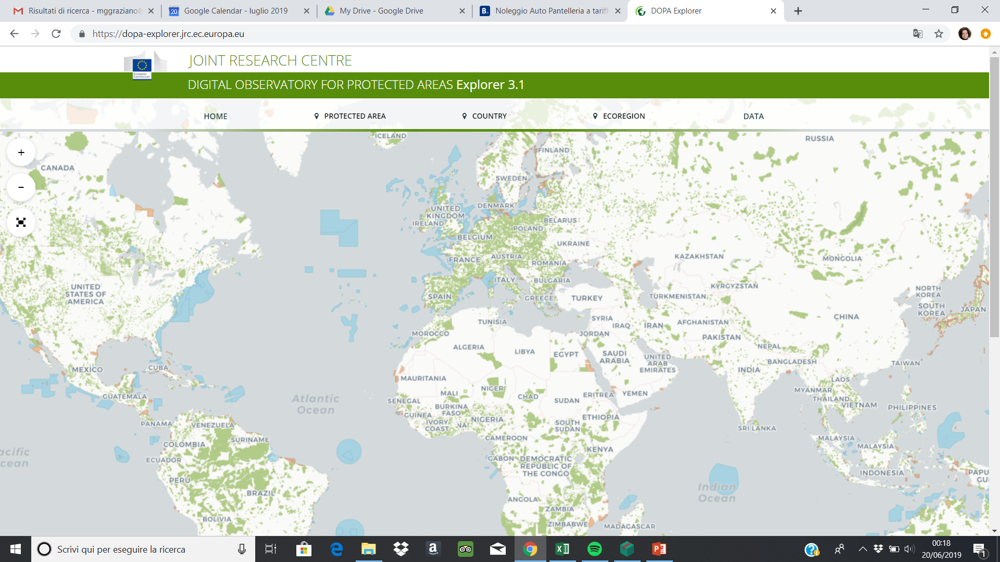 Risultati di ricerca - mggraziano@
Google Calendar - luglio 2019
My Drive - Google Drive
Noleggio Auto Pantelleria a tariff
DOPA Explorer
https://dopa-explorer.jrc.ec.europa.eu
JOINT RESEARCH CENTRE
European
Commission
DIGITAL OBSERVATORY FOR PROTECTED AREAS Explorer 3.1
HOME
PROTECTED AREA
COUNTRY
ECOREGION
DATA
+
-
ICELAND
RUSSIA
FINLAND
CANADA
SWEDEN
DENMARK
UNITED
KINGDOM
IRELAND
BELARUS
POLAND
BELGIUM
UKRAINE
FRANCE
AUSTRIA
KAZAKHSTAN
MONGOLIA
ROMANIA
ITALY
BULGARIA
UNITED
STATES OF
AMERICA
KYRGYZSTAN
NORTH
KOREA
SPAIN
GREECE
TURKEY
TURKMENISTAN
SOUTH
KOREA
JAPAN
CHINA
SYRIA
TUNISIA
IRAQ
IRAN
AFGHANISTAN
MOROCCO
JORDAN
PAKISTAN
ALGERIA
LIBYA
EGYPT
NEPAL
SAUDI
ARABIA
UNITED
ARAB
EMIRATES
BANGLADESH
TAIWAN
MEXICO
CUBA
INDIA
MAURITANIA
LAOS
MALI
NIGER
CHAD
ERITREA
YEMEN
MYANMAR
GUATEMALA
Atlantic
Ocean
SENEGAL
SUDAN
THAILAND
VIETNAM
PHILIPPINES
BURKINA
FASO
GUINEA
NIGERIA
ETHIOPIA
IVORY
COAST
NA
SOUTH
SUDAN
PANAMA
VENEZUELA
SRI LANKA
SURINAME
CAMEROON
MALAYSIA
MALAYSIA
COLOMBIA
KENYA
acific
cean
ECUADOR
GABON
DEMOCRATIC
REPUBLIC OF
THE CONGO
INDONESIA
PAPU
GU
PERU
BRAZIL
Indian
Ocean
ANGOLA
ZAMBIA
BOLIVIA
ZIMBABWE
MADAGASCAR
Scrivi qui per eseguire la ricerca
00:18
20/06/2019
1